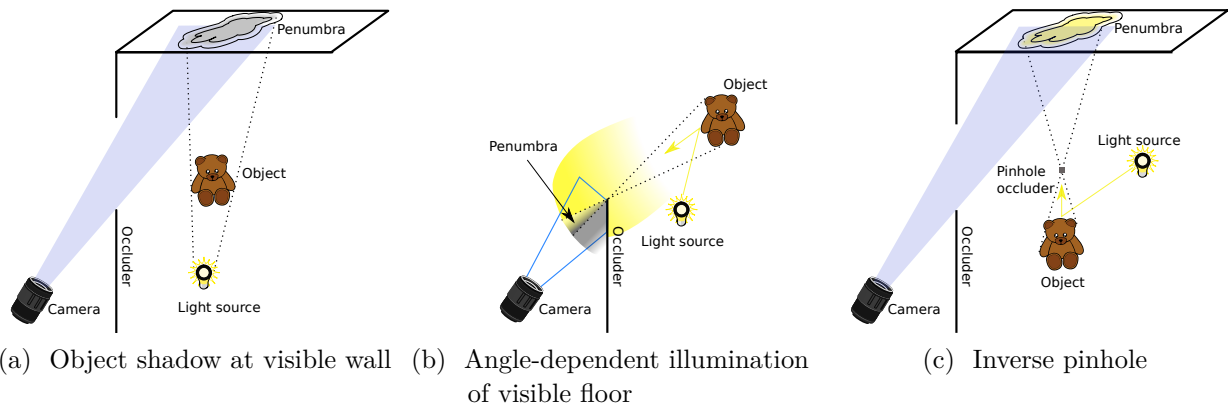 Penumbra
Object
Occluder
Light source
Camera
(a) Object shadow at visible wall
Object
Penumbra
Light source
Occluder
Camera
(b) Angle-dependent illumination
of visible floor
Penumbra
Light source
Pinhole
occluder
Occluder
Object
Camera
(c) Inverse pinhole